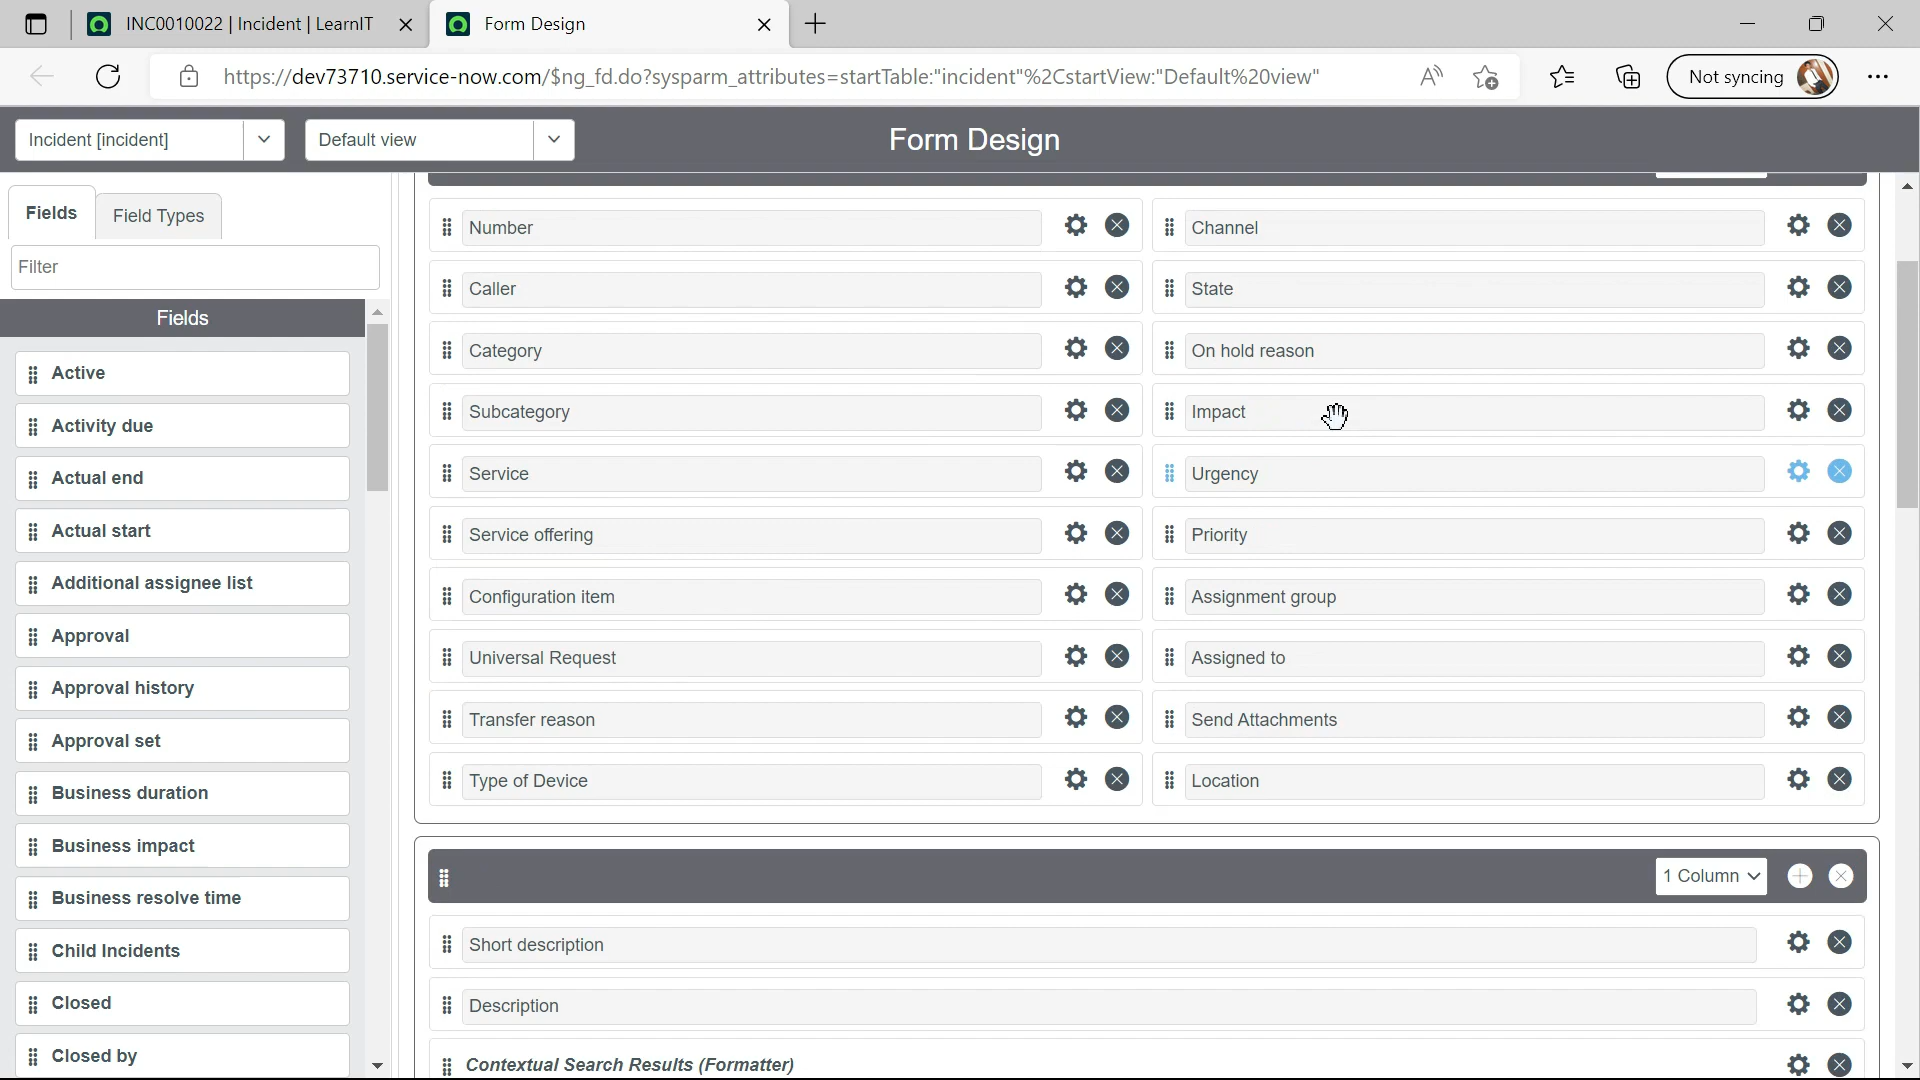 INC0010022 | Incident | LearnIT
Form Design
https://dev73710.service-now.com/$ng_fd.do?sysparm_attributes=startTable:"incident"%2CstartView:"Default%20view"
Not syncing
Incident [incident]
Default view
Form Design
Fields
Field Types
Filter
Fields
Active
Activity due
Actual end
Actual start
Additional assignee list
Approval
Approval history
Approval set
Business duration
Business impact
Business resolve time
Child Incidents
Closed
Closed by
Number
Channel
Caller
State
Category
On hold reason
Subcategory
Impact
Service
Urgency
Service offering
Priority
Configuration item
Assignment group
Universal Request
Assigned to
Transfer reason
Send Attachments
Type of Device
Location
1 Column
Short description
Description
Contextual Search Results (Formatter)